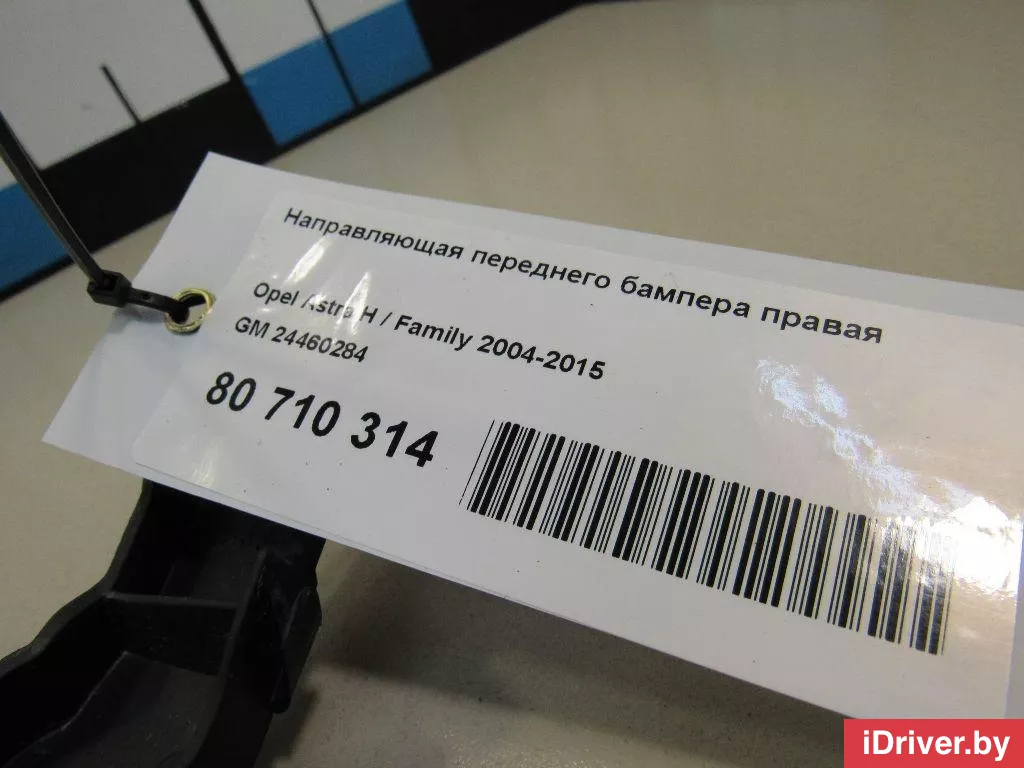 Направляющая переднего бампера правая
Opel Astra H / Family 2004-2015
GM 24460284
80 710 314
iDriver.by